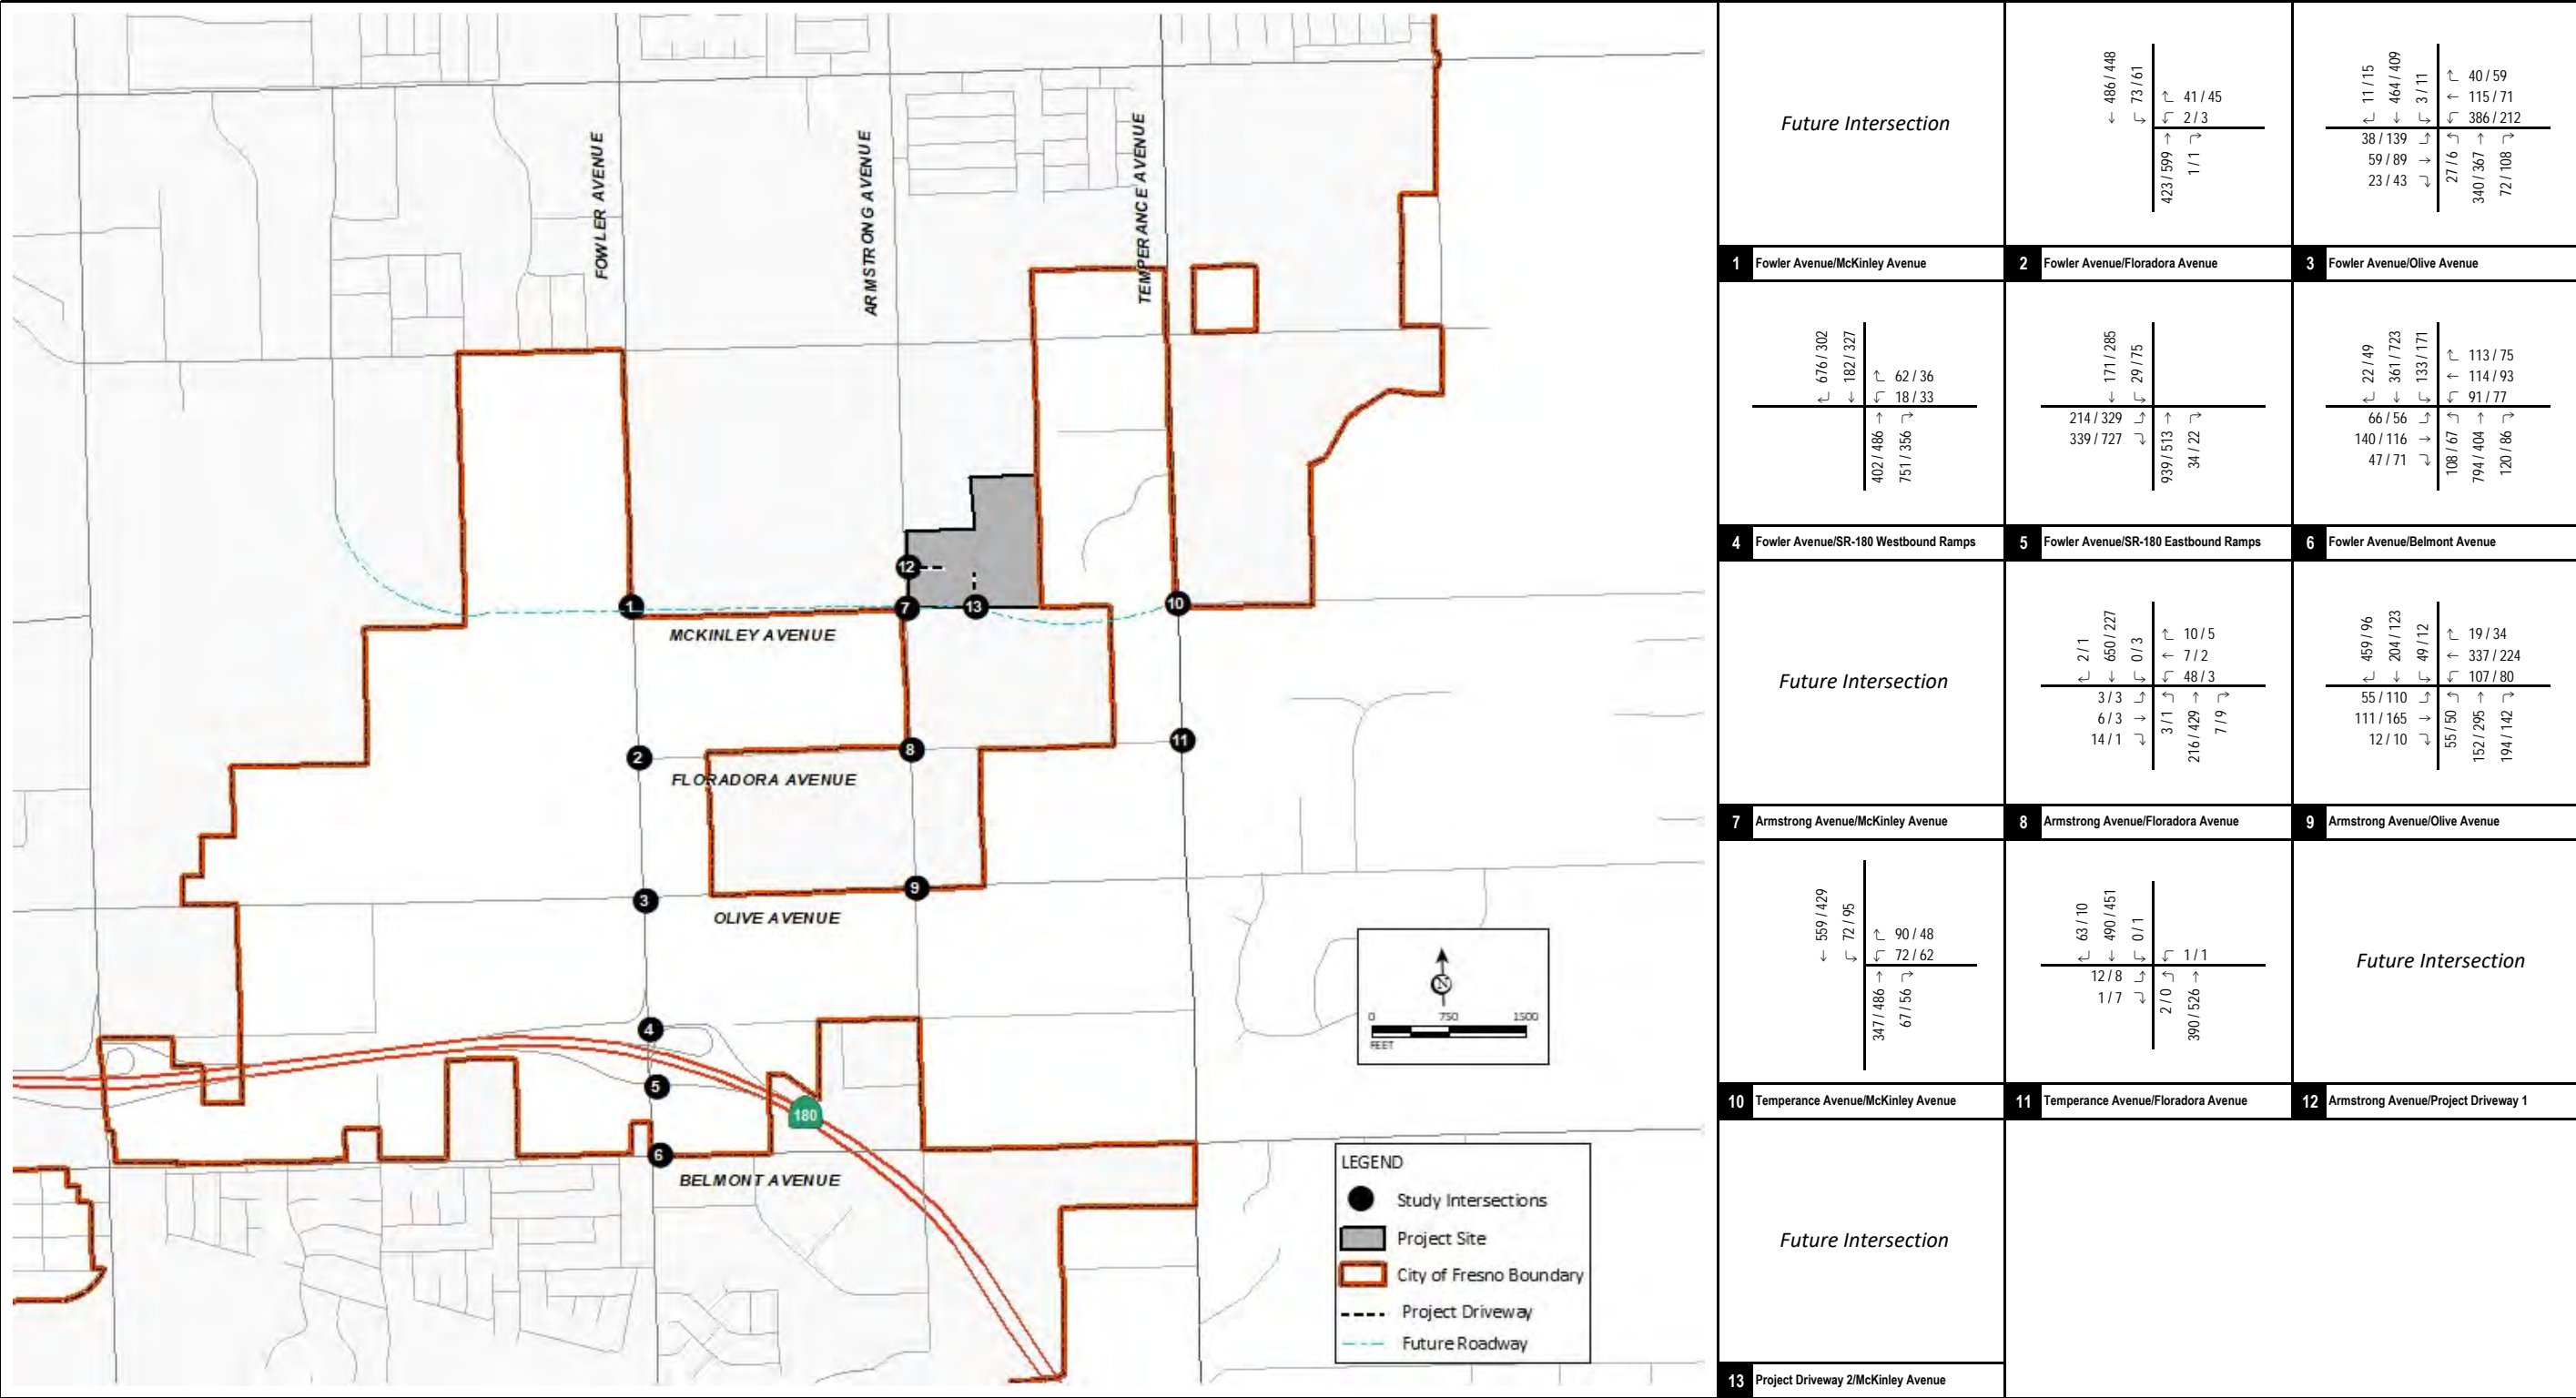 FOWLER AVENUE
ARMSTRONG AVENUE
TEMPERANCE AVENUE
1
7
12
13
10
MCKINLEY AVENUE
2
8
11
FLORADORA AVENUE
3
9
OLIVE AVENUE
4
5
180
6
BELMONT AVENUE
N
0 750 1500
FEET
LEGEND
Study Intersections
Project Site
City of Fresno Boundary
Project Driveway
Future Roadway
Future Intersection
1 Fowler Avenue/McKinley Avenue
486 / 448
73 / 61
↓ ↳
41 / 45
2 / 3
423 / 599
1 / 1
2 Fowler Avenue/Floradora Avenue
11 / 15
464 / 409
3 / 11
40 / 59
← 115 / 71
386 / 212
38 / 139
59 / 89 →
23 / 43
27 / 6
340 / 367
72 / 108
3 Fowler Avenue/Olive Avenue
676 / 302
182 / 327
62 / 36
18 / 33
402 / 486
751 / 356
4 Fowler Avenue/SR-180 Westbound Ramps
171 / 285
29 / 75
214 / 329
339 / 727
939 / 513
34 / 22
5 Fowler Avenue/SR-180 Eastbound Ramps
22 / 49
361 / 723
133 / 171
113 / 75
← 114 / 93
91 / 77
66 / 56
140 / 116 →
47 / 71
108 / 67
794 / 404
120 / 86
6 Fowler Avenue/Belmont Avenue
Future Intersection
7 Armstrong Avenue/McKinley Avenue
2 / 1
650 / 227
0 / 3
10 / 5
← 7 / 2
48 / 3
3 / 3
6 / 3 →
14 / 1
3 / 1
216 / 429
7 / 9
8 Armstrong Avenue/Floradora Avenue
459 / 96
204 / 123
49 / 12
19 / 34
← 337 / 224
107 / 80
55 / 110
111 / 165 →
12 / 10
55 / 50
152 / 295
194 / 142
9 Armstrong Avenue/Olive Avenue
559 / 429
72 / 95
90 / 48
72 / 62
347 / 486
67 / 56
10 Temperance Avenue/McKinley Avenue
63 / 10
490 / 451
0 / 1
1 / 1
12 / 8
1 / 7
2 / 0
390 / 526
11 Temperance Avenue/Floradora Avenue
Future Intersection
12 Armstrong Avenue/Project Driveway 1
Future Intersection
13 Project Driveway 2/McKinley Avenue